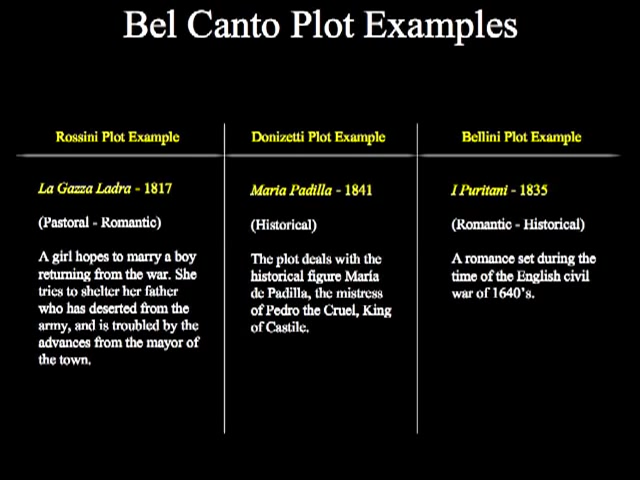 Bel Canto Plot Examples
Rossini Plot Example
La Gazza Ladra - 1817
(Pastoral - Romantic)
A girl hopes to marry a boy
returning from the war. She
tries to shelter her father
who has deserted from the
army, and is troubled by the
advances from the mayor of
the town.
Donizetti Plot Example
Maria Padilla - 1841
(Historical)
The plot deals with the
historical figure María
de Padilla, the mistress
of Pedro the Cruel, King
of Castile.
Bellini Plot Example
I Puritani - 1835
(Romantic - Historical)
A romance set during the
time of the English civil
war of 1640's.